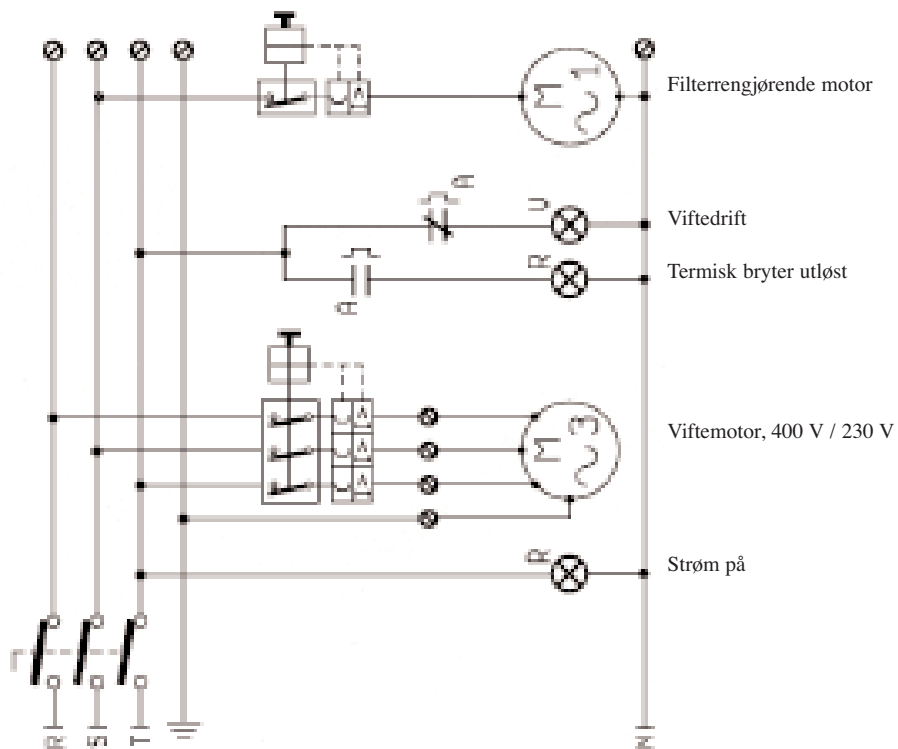 Filterrengjørende motor
M
1
A
A
V
Viftedrift
R
Termisk bryter utløst
A
M
3
A
A
A
Viftemotor, 400 V / 230 V
R
Strøm på
R
S
T
N